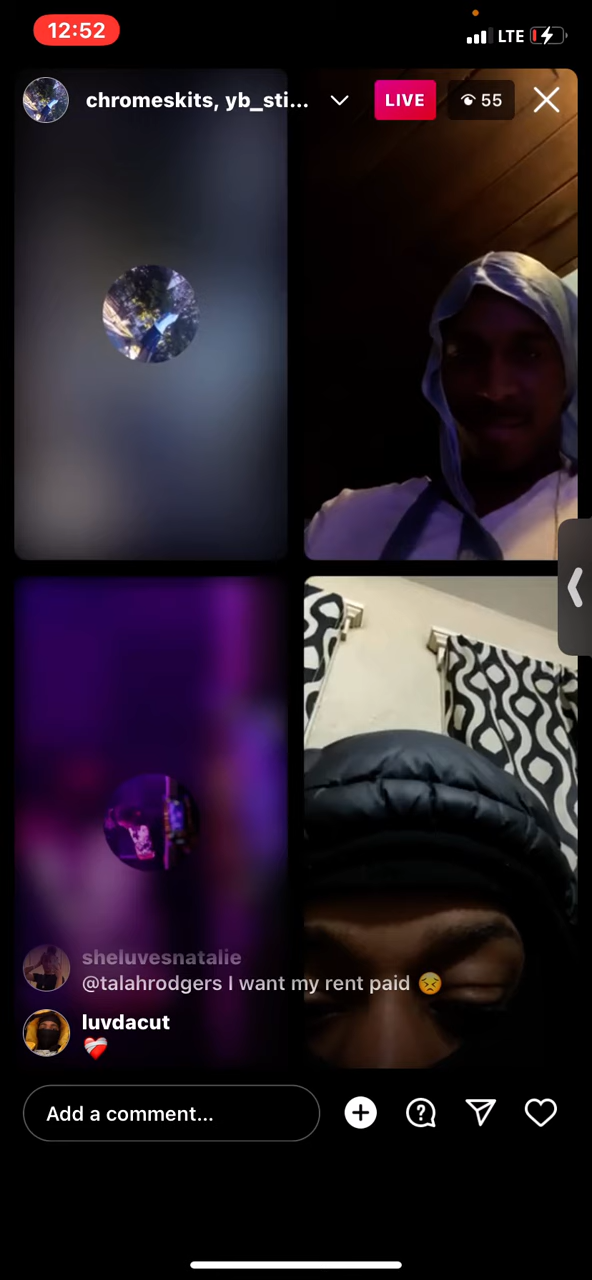 12:52
LTE
chromeskits, yb_sti...
LIVE
55
sheluvesnatalie
@talahrodgers I want my rent paid 😣
luvdacut
❤️‍🩹
Add a comment...